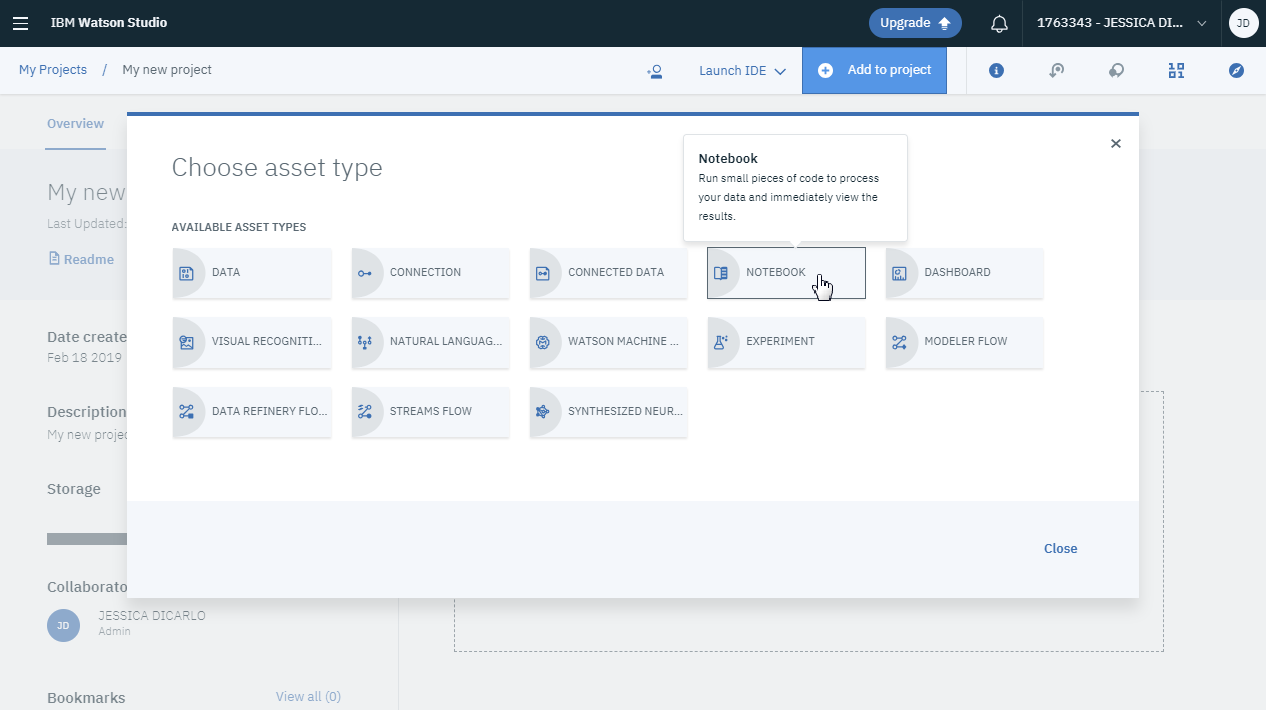 IBM Watson Studio
Upgrade
1763343 - JESSICA DI...
JD
My Projects / My new project
Launch IDE
Add to project
Overview
My new
Last Updated:
Readme
Date create
Feb 18 2019
Description
My new projec
Storage
Collaborato
JD
JESSICA DICARLO
Admin
Bookmarks
View all (0)
Choose asset type
Notebook
Run small pieces of code to process
your data and immediately view the
results.
AVAILABLE ASSET TYPES
DATA
CONNECTION
CONNECTED DATA
NOTEBOOK
DASHBOARD
VISUAL RECOGNITI...
NATURAL LANGUAG...
WATSON MACHINE ...
EXPERIMENT
MODELER FLOW
DATA REFINERY FLO...
STREAMS FLOW
SYNTHESIZED NEUR...
Close